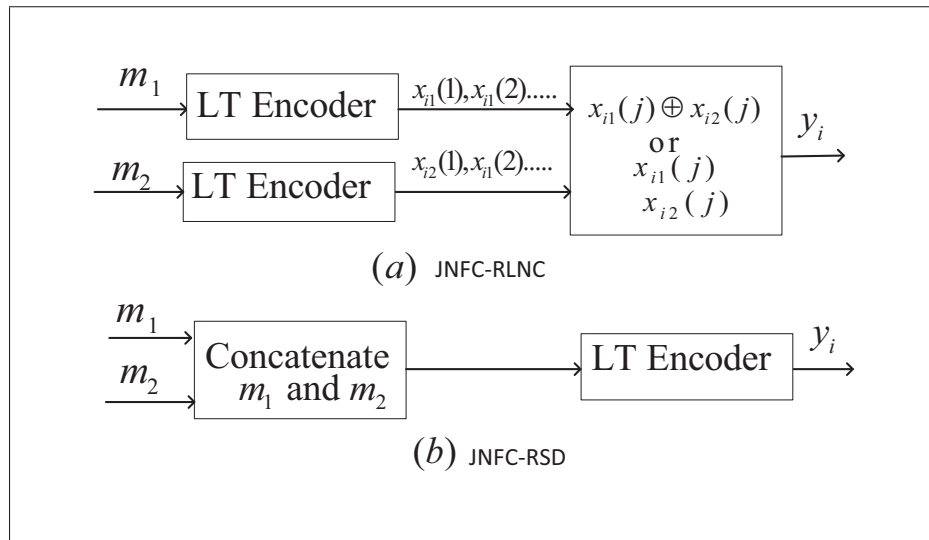 m₁
LT Encoder
x_{i1}(1), x_{i1}(2).....
m₂
LT Encoder
x_{i2}(1), x_{i1}(2).....
x_{i1}(j) ⊕ x_{i2}(j)
or
x_{i1}(j)
x_{i2}(j)
y_i
(a) JNFC-RLNC
m₁
m₂
Concatenate
m₁ and m₂
LT Encoder
y_i
(b) JNFC-RSD